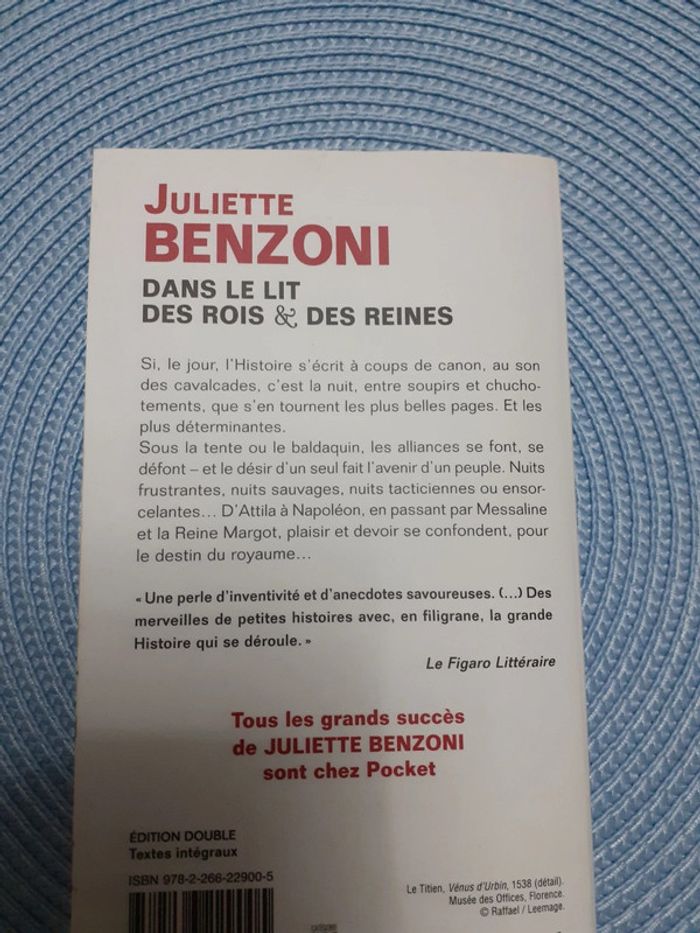 JULIETTE
BENZONI
DANS LE LIT
DES ROIS & DES REINES
Si, le jour, l'Histoire s'écrit à coups de canon, au son
des cavalcades, c'est la nuit, entre soupirs et chucho-
tements, que s'en tournent les plus belles pages. Et les
plus déterminantes.
Sous la tente ou le baldaquin, les alliances se font, se
défont – et le désir d'un seul fait l'avenir d'un peuple. Nuits
frustrantes, nuits sauvages, nuits tacticiennes ou ensor-
celantes... D'Attila à Napoléon, en passant par Messaline
et la Reine Margot, plaisir et devoir se confondent, pour
le destin du royaume...
« Une perle d'inventivité et d'anecdotes savoureuses. (...) Des
merveilles de petites histoires avec, en filigrane, la grande
Histoire qui se déroule. »
Le Figaro Littéraire
Tous les grands succès
de JULIETTE BENZONI
sont chez Pocket
ÉDITION DOUBLE
Textes intégraux
ISBN 978-2-266-22900-5
Le Titien, Vénus d'Urbin, 1538 (détail).
Musée des Offices, Florence.
© Raffael / Leemage.